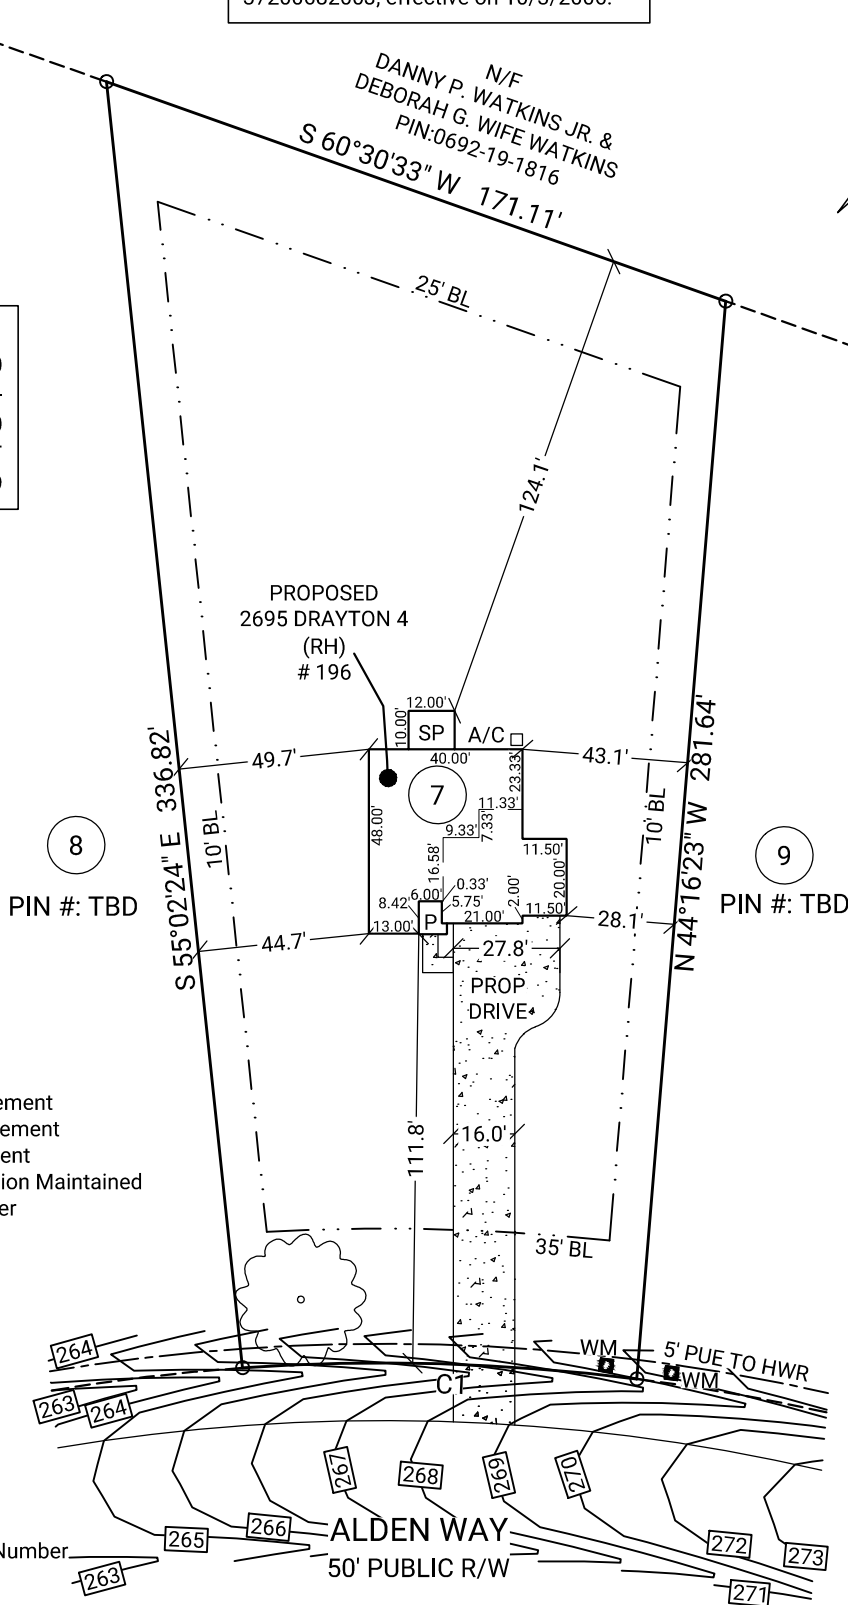 N/F
DANNY P. WATKINS JR. &
DEBORAH G. WIFE WATKINS
PIN:0692-19-1816
S 60°30'33" W 171.11'
25' BL
124.1'
PROPOSED
2695 DRAYTON 4
(RH)
# 196
12.00'
10.00'
SP
A/C
40.00'
49.7'
43.1'
23.33'
7
11.33'
9.33'
7.33'
48.00'
16.58'
11.50'
20.00'
0.33'
6.00'
5.75'
2.00'
8.42'
P
13.00'
21.00'
11.50'
44.7'
28.1'
27.8'
S 55°02'24" E 336.82'
10' BL
10' BL
N 44°16'23" W 281.64'
8
PIN #: TBD
9
PIN #: TBD
PROP
DRIVE
111.8'
16.0'
ement
ement
ent
ion Maintained
er
35' BL
WM
5' PUE TO HWR
WM
C1
264
263
264
267
268
269
270
265
266
ALDEN WAY
50' PUBLIC R/W
272
273
271
Number
263